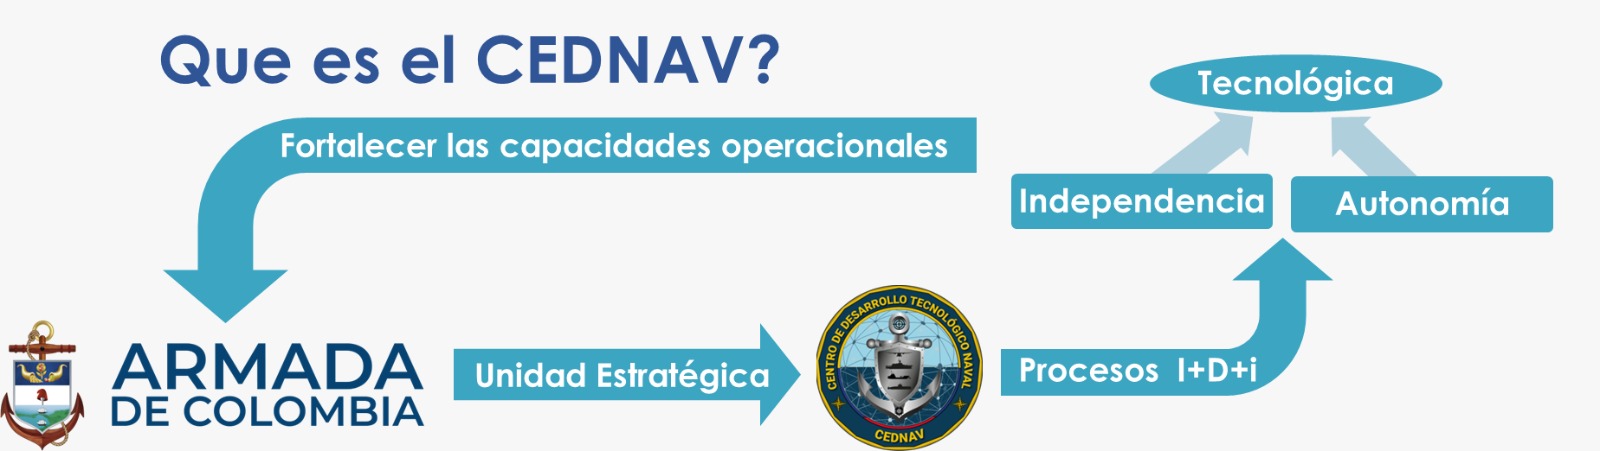 Que es el CEDNAV?
Tecnológica
Fortalecer las capacidades operacionales
Independencia
Autonomía
ARMADA
DE COLOMBIA
Unidad Estratégica
CENTRO DE DESARROLLO TECNOLÓGICO NAVAL
CEDNAV
Procesos I+D+i